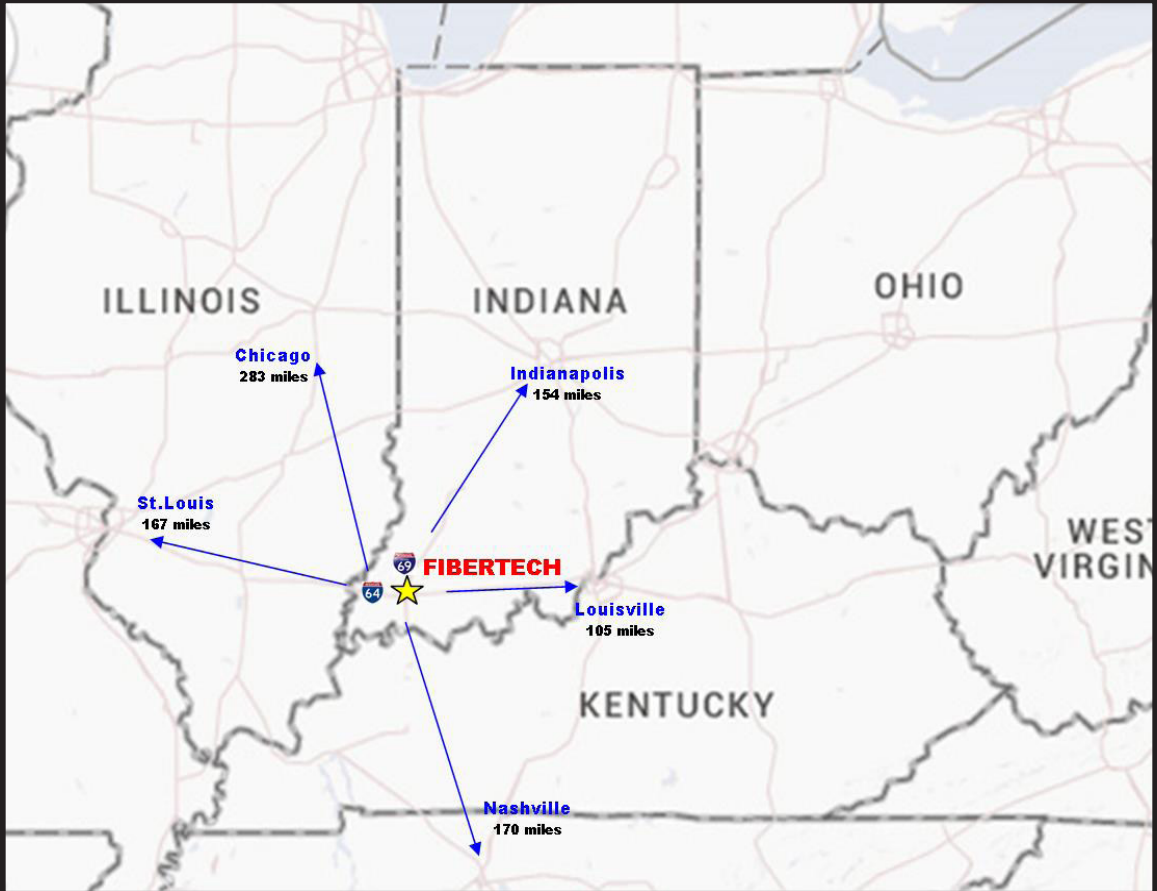 ILLINOIS
INDIANA
OHIO
Chicago
283 miles
Indianapolis
154 miles
St.Louis
167 miles
WEST
VIRGIN
69
FIBERTECH
64
Louisville
105 miles
KENTUCKY
Nashville
170 miles